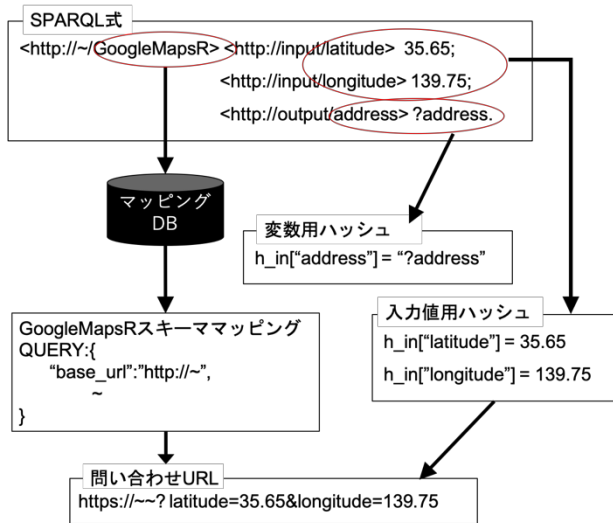 SPARQL式
<http://~/GoogleMapsR> <http://input/latitude> 35.65;
<http://input/longitude> 139.75;
<http://output/address> ?address.
マッピング
DB
変数用ハッシュ
h_in["address"] = “?address”
GoogleMapsRスキーママッピング
QUERY:{
“base_url”:”http://~”,
~
}
入力値用ハッシュ
h_in[“latitude”] = 35.65
h_in[”longitude”] = 139.75
問い合わせURL
https://~~? latitude=35.65&longitude=139.75